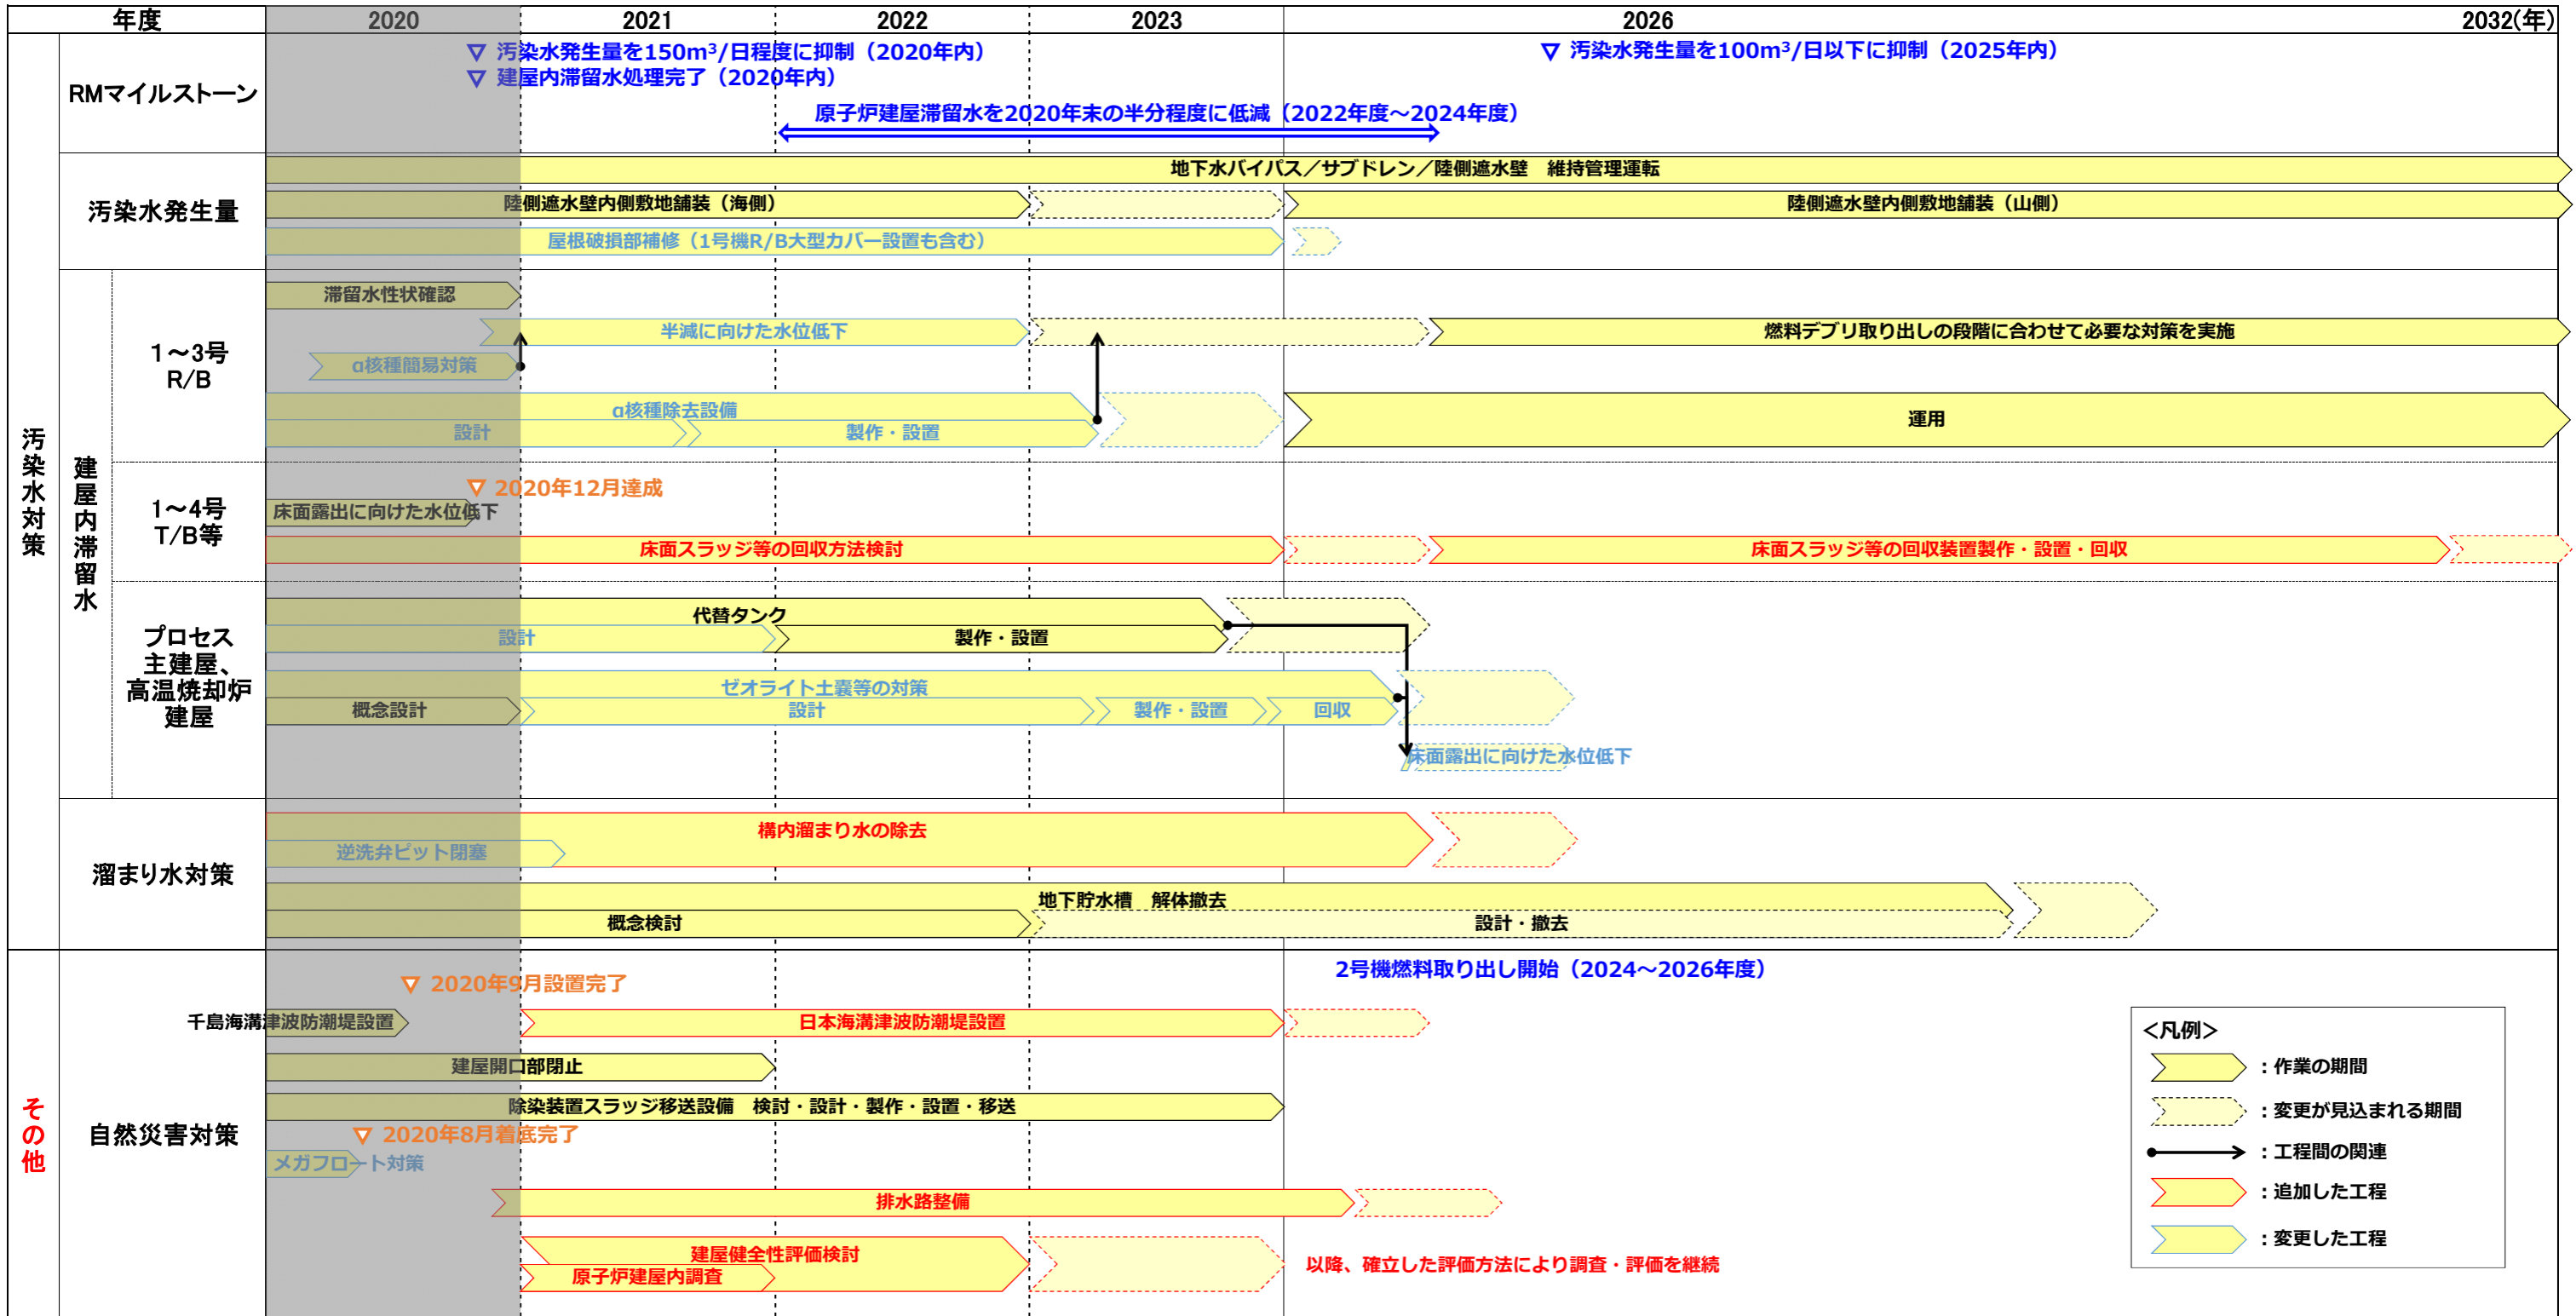 年度 2020 2021 2022 2023 2026 2032(年)
汚染水対策
RMマイルストーン
▽ 汚染水発生量を150m³/日程度に抑制（2020年内）
▽ 建屋内滞留水処理完了（2020年内）
▽ 汚染水発生量を100m³/日以下に抑制（2025年内）
原子炉建屋滞留水を2020年末の半分程度に低減（2022年度～2024年度）
汚染水発生量
地下水バイパス／サブドレン／陸側遮水壁　維持管理運転
陸側遮水壁内側敷地舗装（海側）
陸側遮水壁内側敷地舗装（山側）
屋根破損部補修（1号機R/B大型カバー設置も含む）
建屋内滞留水
1～3号
R/B
滞留水性状確認
半減に向けた水位低下
燃料デブリ取り出しの段階に合わせて必要な対策を実施
α核種簡易対策
α核種除去設備
設計
製作・設置
運用
1～4号
T/B等
▽ 2020年12月達成
床面露出に向けた水位低下
床面スラッジ等の回収方法検討
床面スラッジ等の回収装置製作・設置・回収
プロセス
主建屋、
高温焼却炉
建屋
代替タンク
設計
製作・設置
ゼオライト土嚢等の対策
概念設計
設計
製作・設置
回収
床面露出に向けた水位低下
溜まり水対策
構内溜まり水の除去
逆洗弁ピット閉塞
地下貯水槽　解体撤去
概念検討
設計・撤去
その他
自然災害対策
2号機燃料取り出し開始（2024～2026年度）
▽ 2020年9月設置完了
千島海溝津波防潮堤設置
日本海溝津波防潮堤設置
建屋開口部閉止
除染装置スラッジ移送設備　検討・設計・製作・設置・移送
▽ 2020年8月着底完了
メガフロート対策
排水路整備
建屋健全性評価検討
原子炉建屋内調査
以降、確立した評価方法により調査・評価を継続
＜凡例＞
：作業の期間
：変更が見込まれる期間
：工程間の関連
：追加した工程
：変更した工程